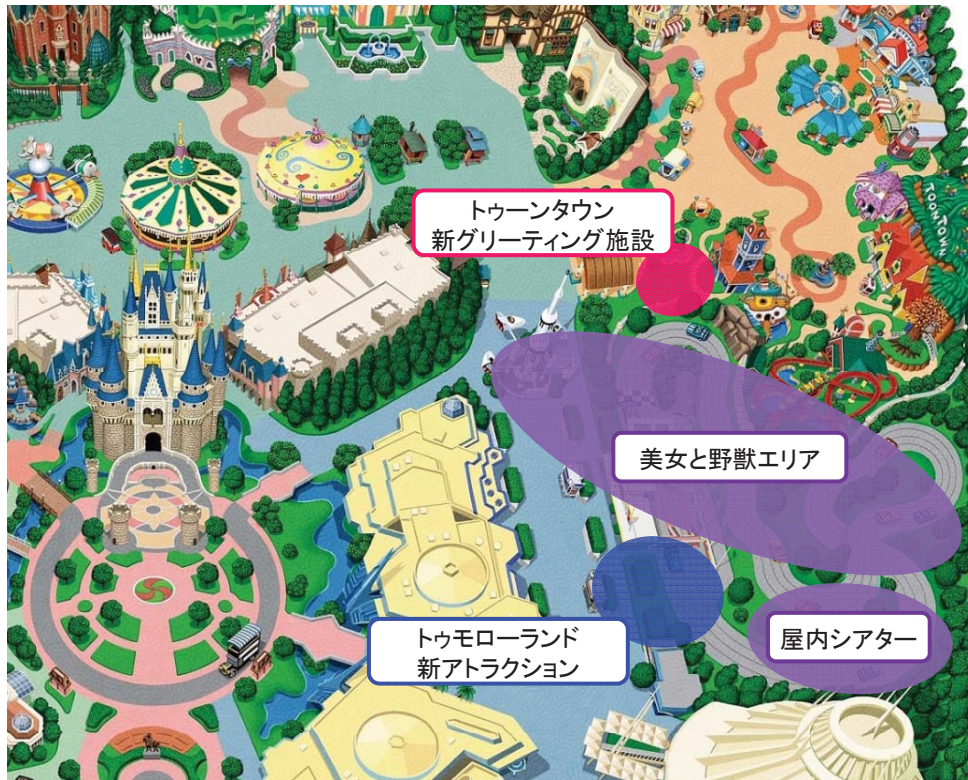 トゥーンタウン
新グリーティング施設
TOONTOWN
美女と野獣エリア
トゥモローランド
新アトラクション
屋内シアター